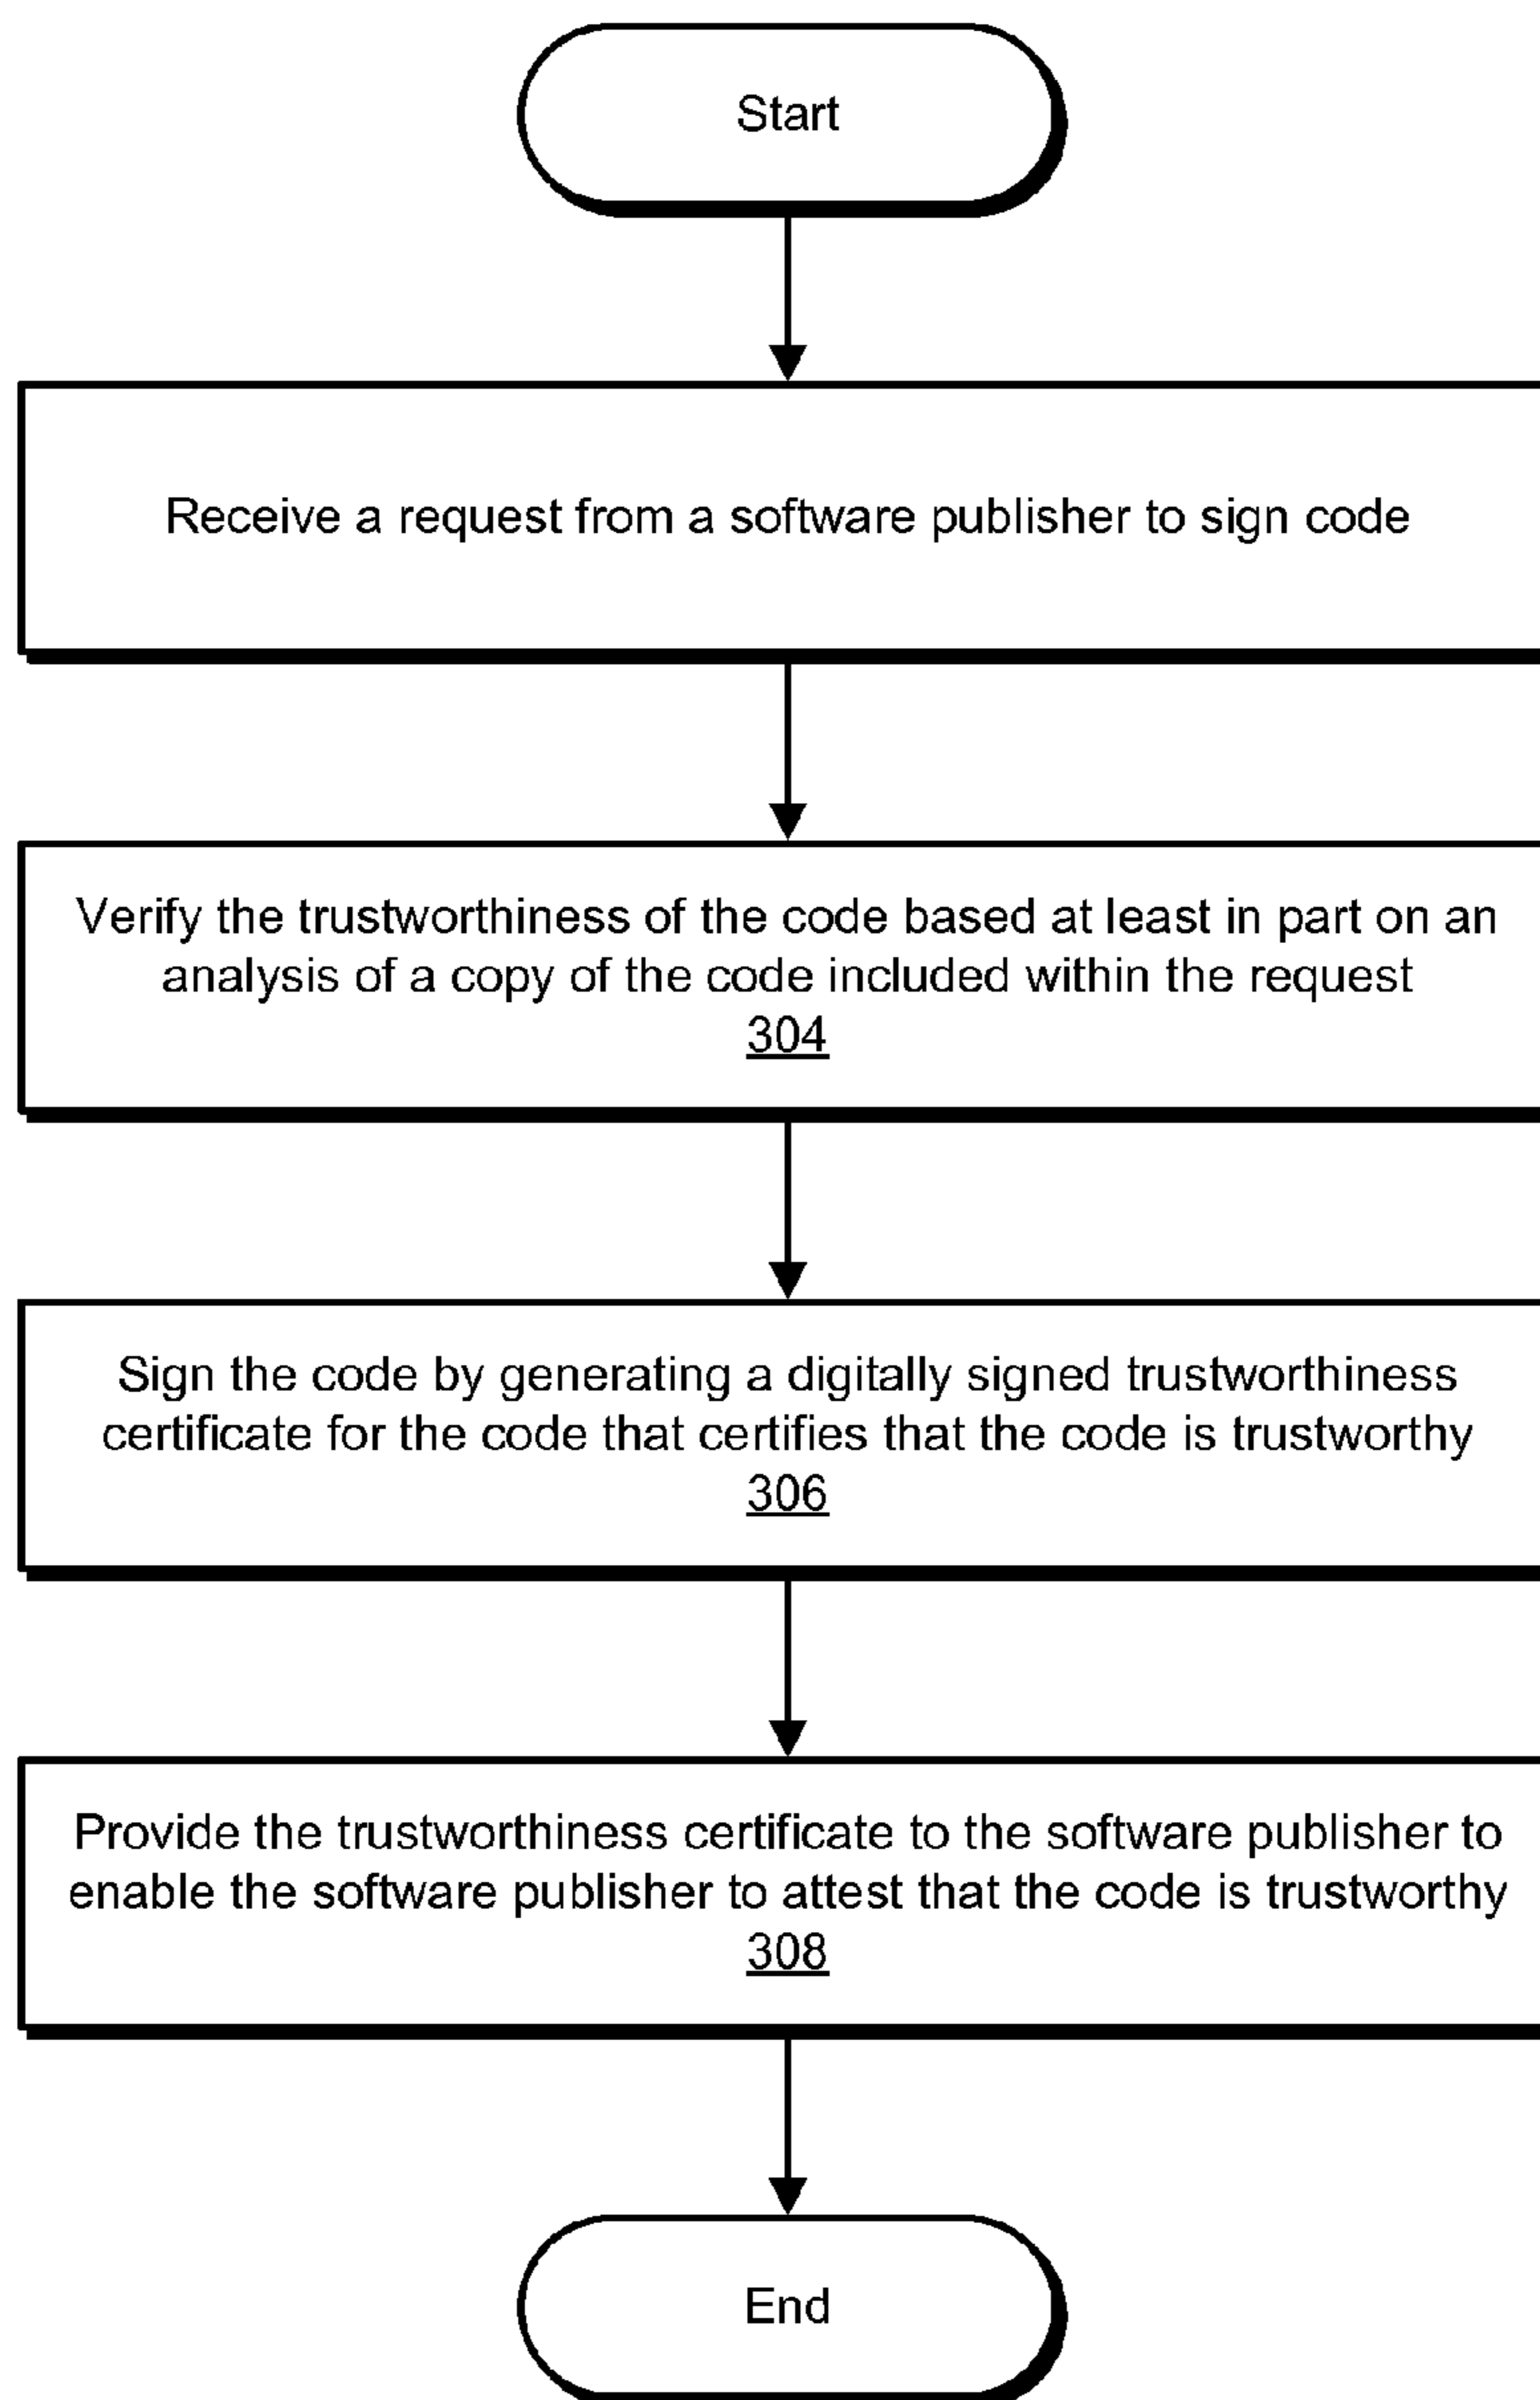 Start
Receive a request from a software publisher to sign code
Verify the trustworthiness of the code based at least in part on an
analysis of a copy of the code included within the request
304
Sign the code by generating a digitally signed trustworthiness
certificate for the code that certifies that the code is trustworthy
306
Provide the trustworthiness certificate to the software publisher to
enable the software publisher to attest that the code is trustworthy
308
End